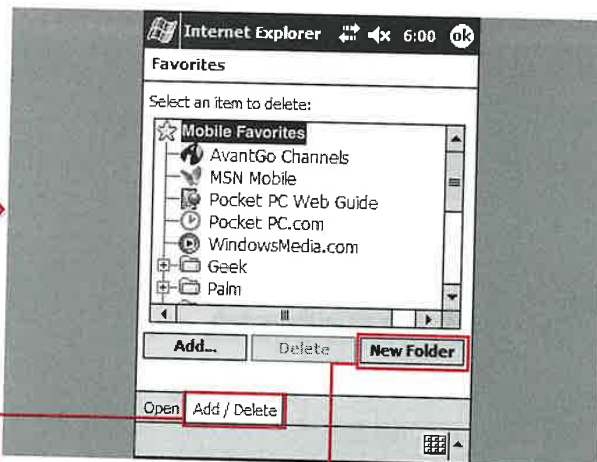 Internet Explorer 6:00 ok
Favorites
Select an item to delete:
Mobile Favorites
AvantGo Channels
MSN Mobile
Pocket PC Web Guide
Pocket PC.com
WindowsMedia.com
Geek
Palm
Add... Delete New Folder
Open Add / Delete